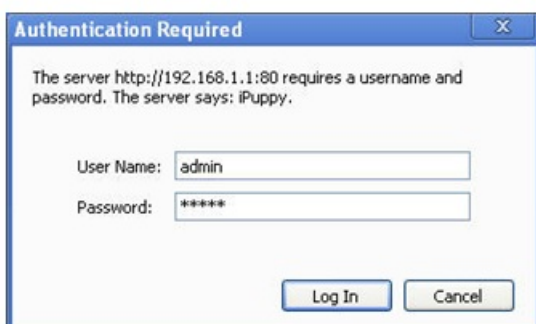 Authentication Required
X
The server http://192.168.1.1:80 requires a username and
password. The server says: iPuppy.
User Name: admin
Password: *****
Log In Cancel